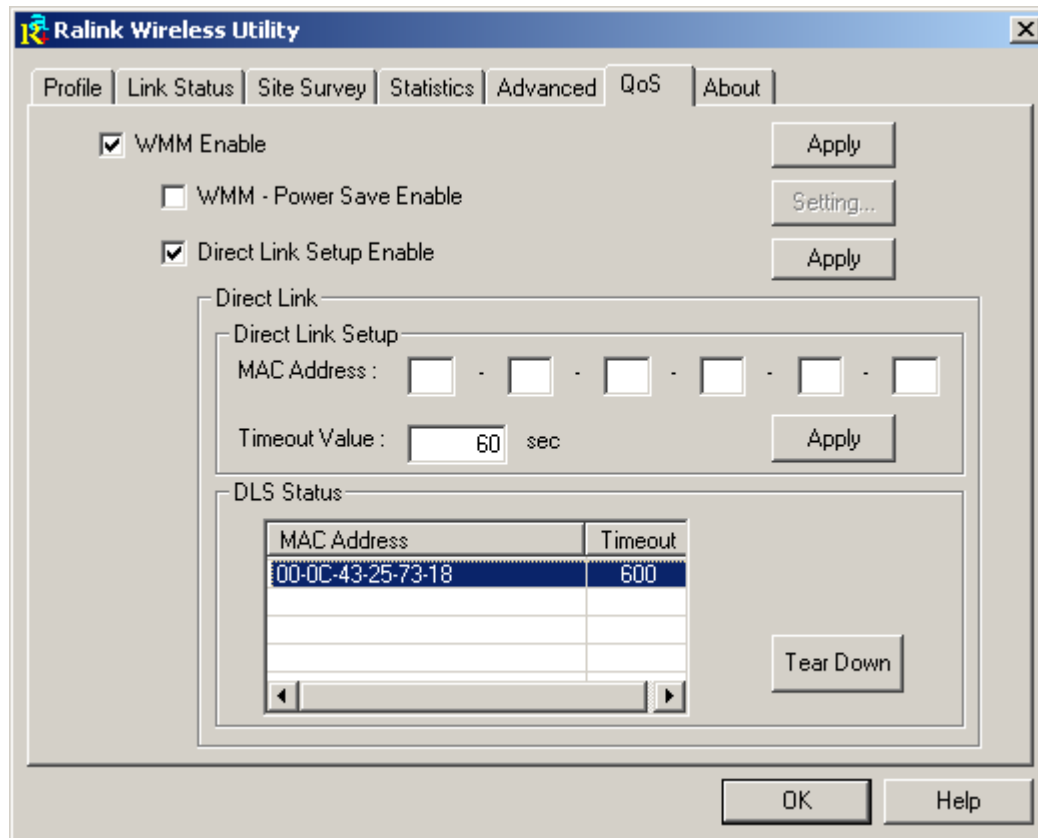 Ralink Wireless Utility
Profile Link Status Site Survey Statistics Advanced QoS About
WMM Enable Apply
WMM - Power Save Enable Setting...
Direct Link Setup Enable Apply
Direct Link
Direct Link Setup
MAC Address : - - - - -
Timeout Value : 60 sec Apply
DLS Status
MAC Address Timeout
00-0C-43-25-73-18 600
Tear Down
OK Help